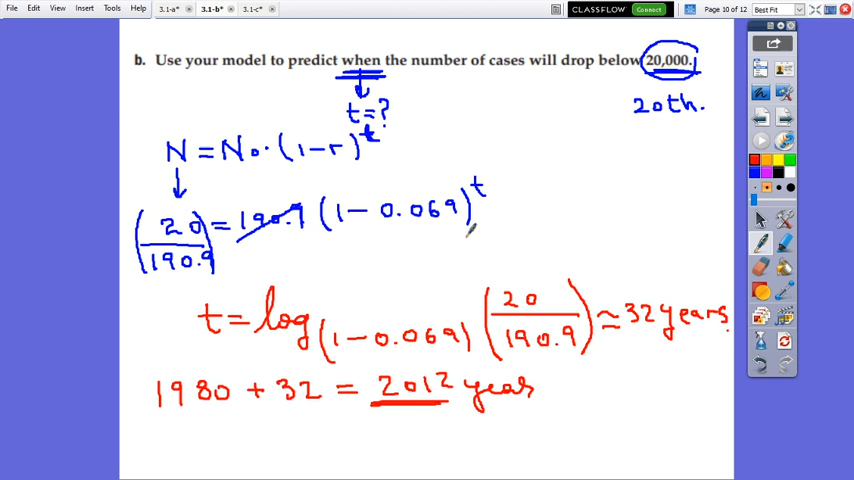 File Edit View Insert Tools Help
3.1-a* 3.1-b* 3.1-c*
CLASSFLOW Connect
Page 10 of 12 Best Fit
b. Use your model to predict when the number of cases will drop below 20,000.
20th.
t=?
N = No·(1-r)^t
(20/190.9) = 190.9 (1-0.069)^t
t = log_(1-0.069) (20/190.9) ≈ 32 years.
1980 + 32 = 2012 year